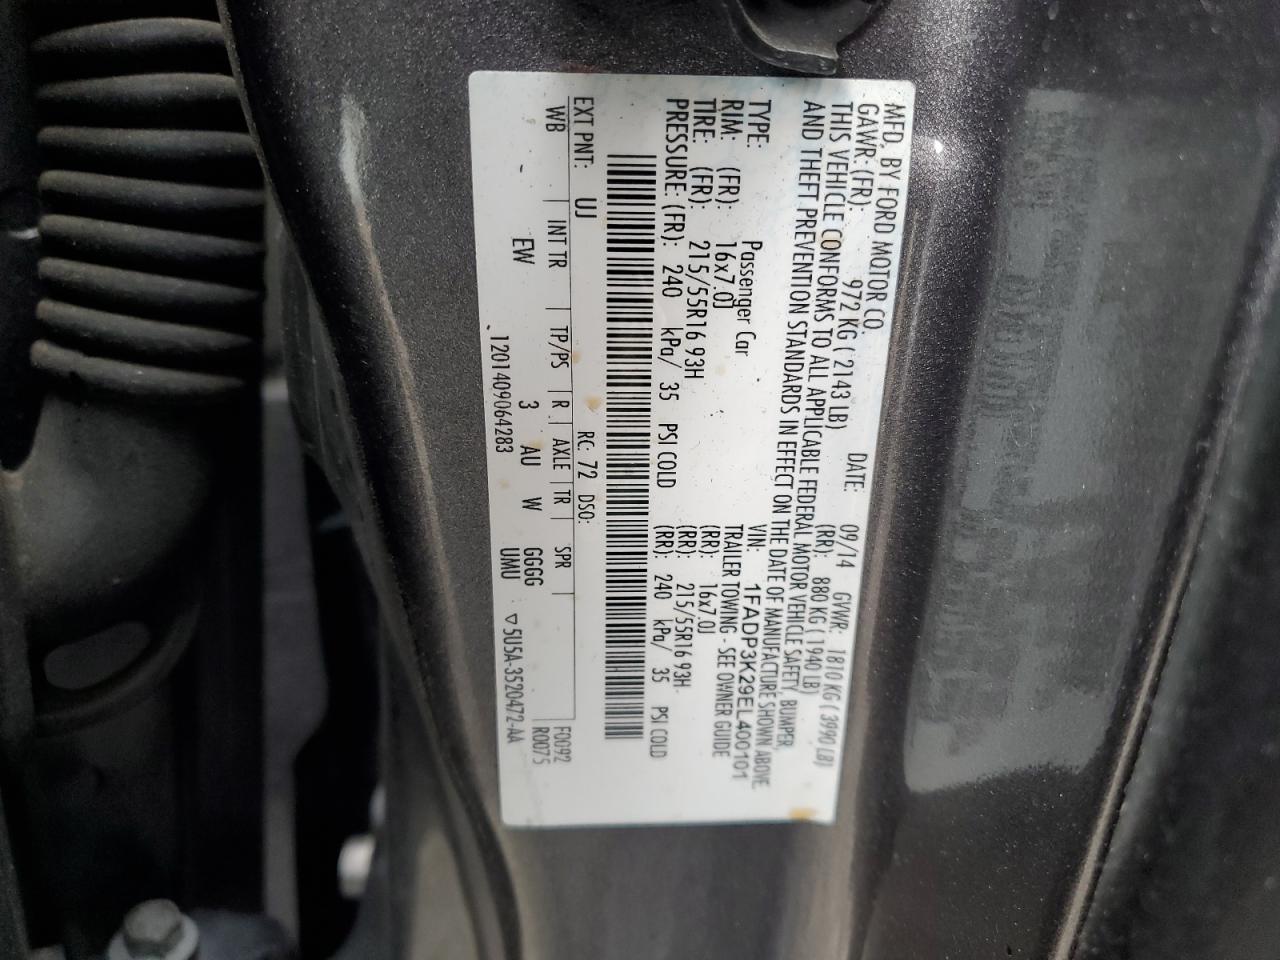 MFD. BY FORD MOTOR CO.
DATE: 09/14 GVWR: 1810 KG ( 3990 LB)
GAWR: (FR): 972 KG ( 2143 LB) (RR): 880 KG ( 1940 LB)
THIS VEHICLE CONFORMS TO ALL APPLICABLE FEDERAL MOTOR VEHICLE SAFETY, BUMPER,
AND THEFT PREVENTION STANDARDS IN EFFECT ON THE DATE OF MANUFACTURE SHOWN ABOVE.
VIN: 1FADP3K29EL400101
TYPE: Passenger Car TRAILER TOWING - SEE OWNER GUIDE
RIM: (FR): 16x7.0J (RR): 16x7.0J
TIRE: (FR): 215/55R16 93H (RR): 215/55R16 93H
PRESSURE: (FR): 240 kPa/ 35 PSI COLD (RR): 240 kPa/ 35 PSI COLD
EXT PNT: UJ RC: 72 DSO: F0092
WB INT TR TP/PS R AXLE TR SPR R0075
EW 3 AU W GGGG
.1201409064283 UMU ▽5U5A-3520472-AA